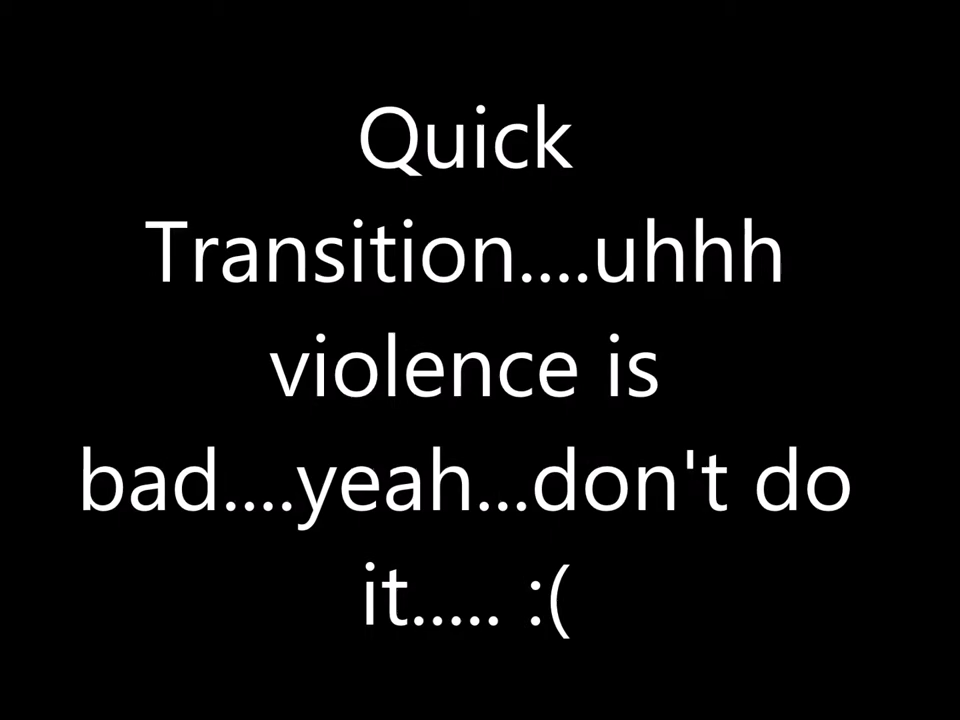 Quick
Transition....uhhh
violence is
bad....yeah...don't do
it..... :(